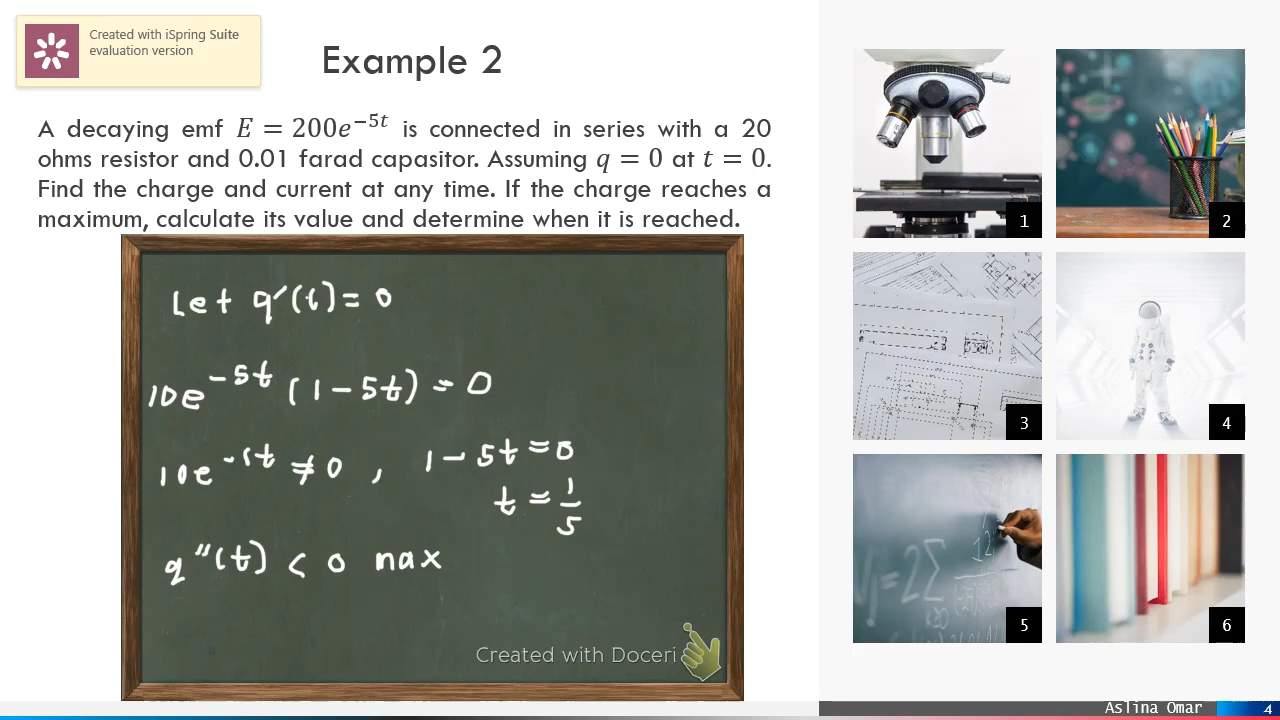 Created with iSpring Suite
evaluation version
Example 2
A decaying emf E = 200e^{-5t} is connected in series with a 20
ohms resistor and 0.01 farad capasitor. Assuming q = 0 at t = 0.
Find the charge and current at any time. If the charge reaches a
maximum, calculate its value and determine when it is reached.
Let q'(t) = 0
10e^{-5t} (1 - 5t) = 0
10e^{-5t} ≠ 0 , 1 - 5t = 0
t = 1/5
q''(t) < 0 max
Created with Doceri
1
2
3
4
5
6
Aslina Omar
4